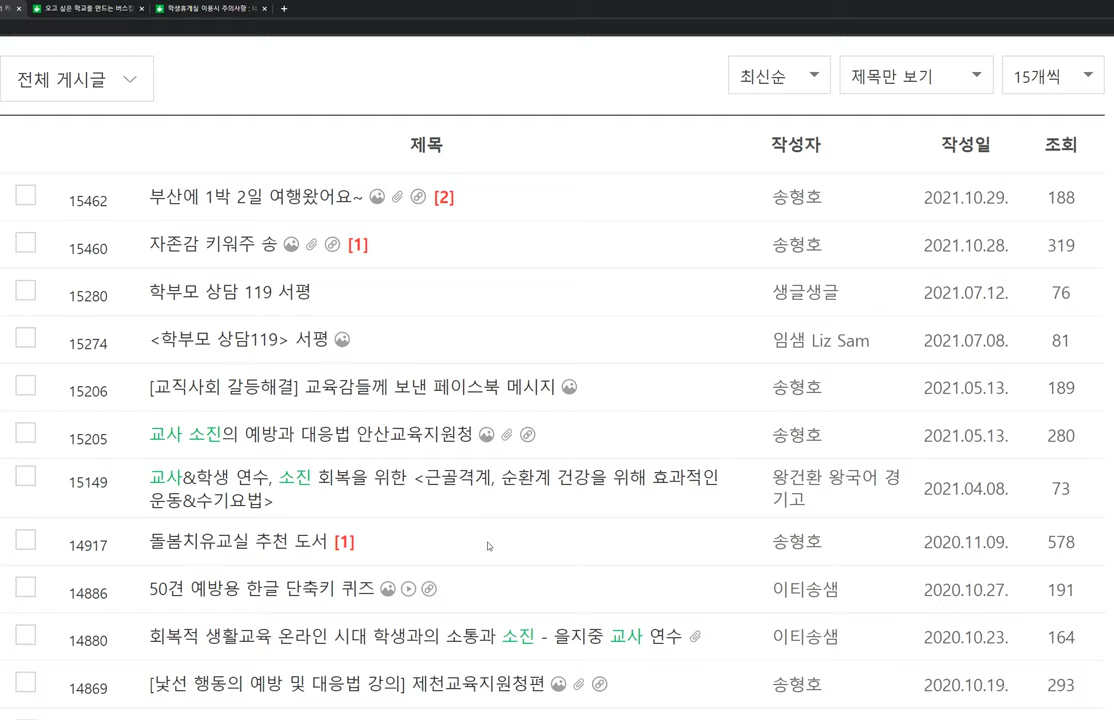 오고 싶은 학교를 만드는 버스킹
학생휴게실 이용시 주의사항 :
전체 게시글
최신순
제목만 보기
15개씩
제목 작성자 작성일 조회
15462 부산에 1박 2일 여행왔어요~ [2] 송형호 2021.10.29. 188
15460 자존감 키워주 송 [1] 송형호 2021.10.28. 319
15280 학부모 상담 119 서평 생글생글 2021.07.12. 76
15274 <학부모 상담119> 서평 임샘 Liz Sam 2021.07.08. 81
15206 [교직사회 갈등해결] 교육감들께 보낸 페이스북 메시지 송형호 2021.05.13. 189
15205 교사 소진의 예방과 대응법 안산교육지원청 송형호 2021.05.13. 280
15149 교사&학생 연수, 소진 회복을 위한 <근골격계, 순환계 건강을 위해 효과적인 왕건환 왕국어 경 2021.04.08. 73
운동&수기요법> 기고
14917 돌봄치유교실 추천 도서 [1] 송형호 2020.11.09. 578
14886 50견 예방용 한글 단축키 퀴즈 이티송샘 2020.10.27. 191
14880 회복적 생활교육 온라인 시대 학생과의 소통과 소진 - 을지중 교사 연수 이티송샘 2020.10.23. 164
14869 [낯선 행동의 예방 및 대응법 강의] 제천교육지원청편 송형호 2020.10.19. 293